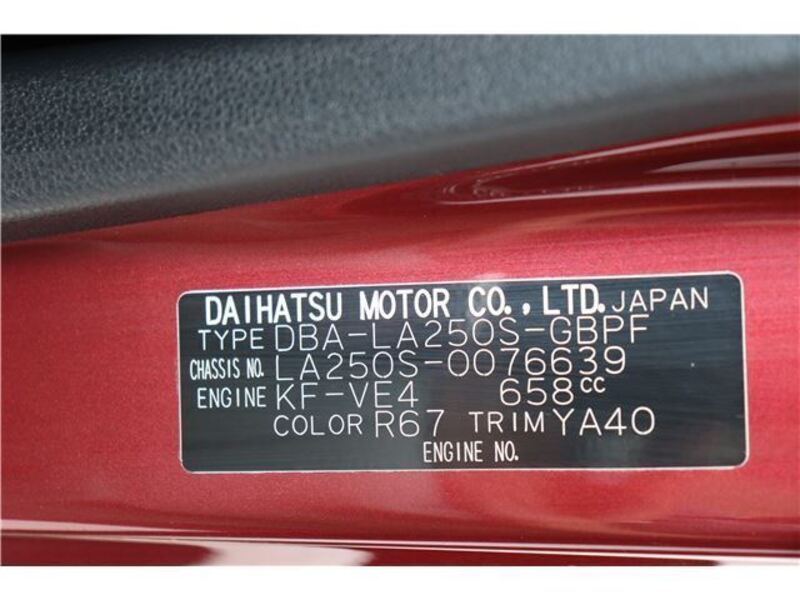 DAIHATSU MOTOR CO., LTD. JAPAN
TYPE DBA-LA250S-GBPF
CHASSIS NO. LA250S-0076639
ENGINE KF-VE4 658cc
COLOR R67 TRIM YA40
ENGINE NO.